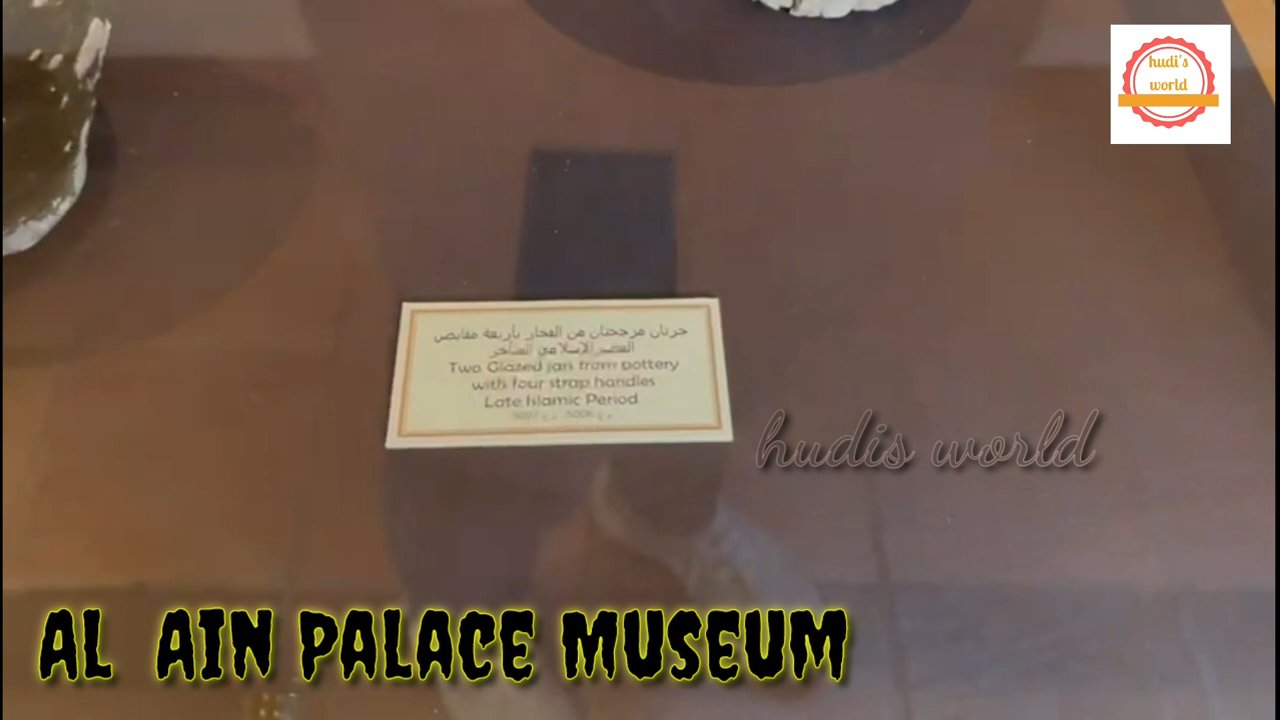 hudi's
world
جرتان مزججتان من الفخار بأربعة مقابض
العصر الإسلامي المتأخر
Two Glazed jars from pottery
with four strap handles
Late Islamic Period
hudis world
AL AIN PALACE MUSEUM